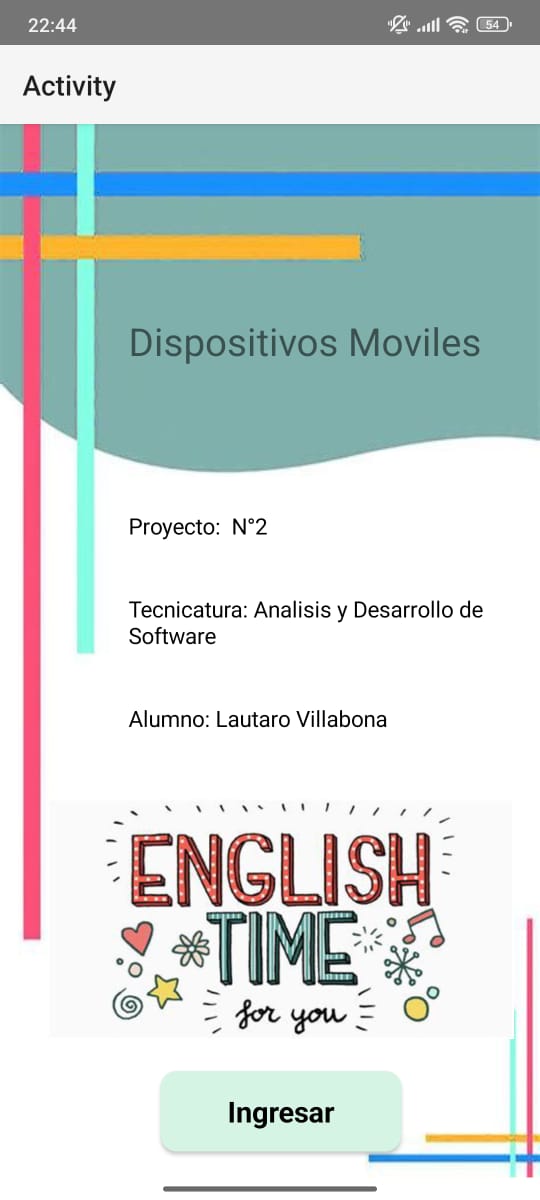 22:44
54
Activity
Dispositivos Moviles
Proyecto: N°2
Tecnicatura: Analisis y Desarrollo de
Software
Alumno: Lautaro Villabona
ENGLISH
TIME
for you
Ingresar